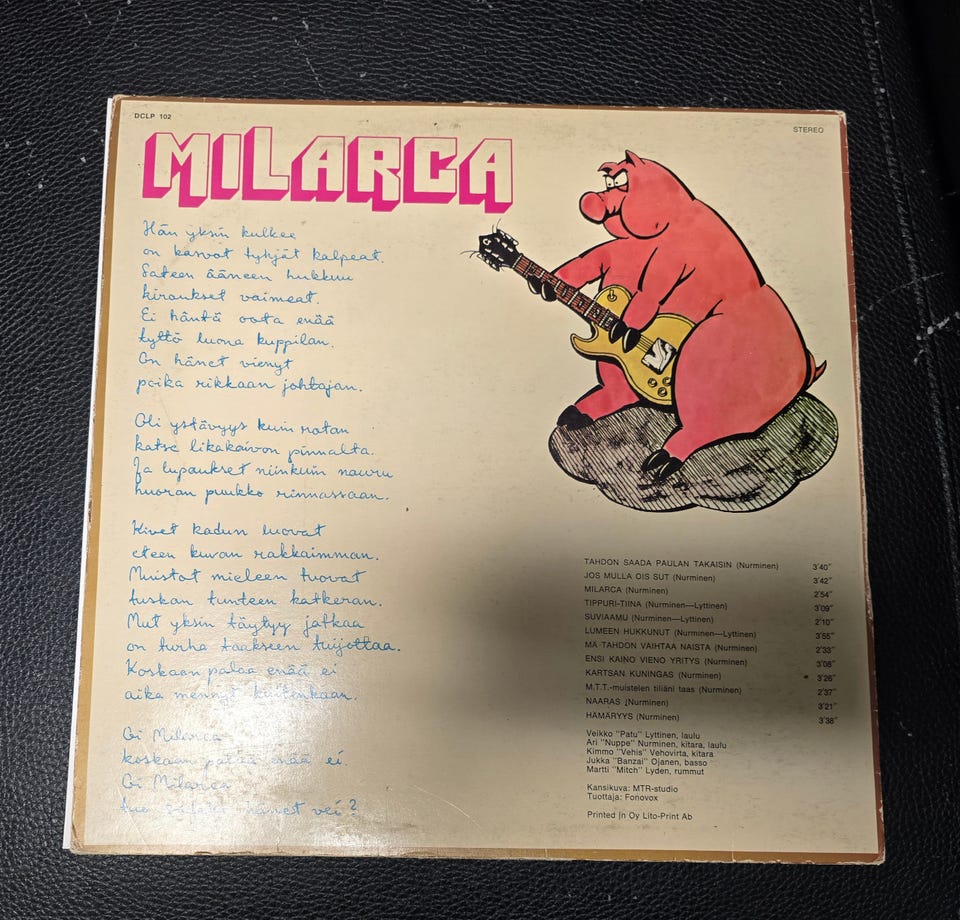 DCLP 102
STEREO
MILARCA
Hän yksin kulkee
on kasvot tyhjät kalpeat.
Sateen ääneen hukkuu
kiroukset vaimeat.
Ei häntä oota enää
tyttö luona kuppilan.
On hänet vienyt
poika rikkaan johtajan.
Oli ystävyys kuin rotan
katse likakaivon pinnalta.
Ja lupaukset niinkuin nauru
huoran puukko rinnassaan.
Kivet kadun luovat
eteen kuvan rakkaimman.
Muistot mieleen tuovat
tuskan tunteen katkeran.
Mut yksin täytyy jatkaa
on turha taakseen tuijottaa.
Koskaan palaa enää ei
aika mennyt kuitenkaan.
Oi Milarca
koskaan palaa enää ei.
Oi Milarca
hänet vei?
TAHDON SAADA PAULAN TAKAISIN (Nurminen) 3'40"
JOS MULLA OIS SUT (Nurminen) 3'42"
MILARCA (Nurminen) 2'54"
TIPPURI-TIINA (Nurminen—Lyttinen) 3'09"
SUVIAAMU (Nurminen—Lyttinen) 2'10"
LUMEEN HUKKUNUT (Nurminen—Lyttinen) 3'55"
MÄ TAHDON VAIHTAA NAISTA (Nurminen) 2'33"
ENSI KAINO VIENO YRITYS (Nurminen) 3'08"
KARTSAN KUNINGAS (Nurminen) 3'26"
M.T.T.-muistelen tiliäni taas (Nurminen) 2'37"
NAARAS (Nurminen) 3'21"
HÄMÄRYYS (Nurminen) 3'38"
Veikko "Patu" Lyttinen, laulu
Ari "Nuppe" Nurminen, kitara, laulu
Kimmo "Vehis" Vehovirta, kitara
Jukka "Banzai" Ojanen, basso
Martti "Mitch" Lyden, rummut
Kansikuva: MTR-studio
Tuottaja: Fonovox
Printed in Oy Lito-Print Ab